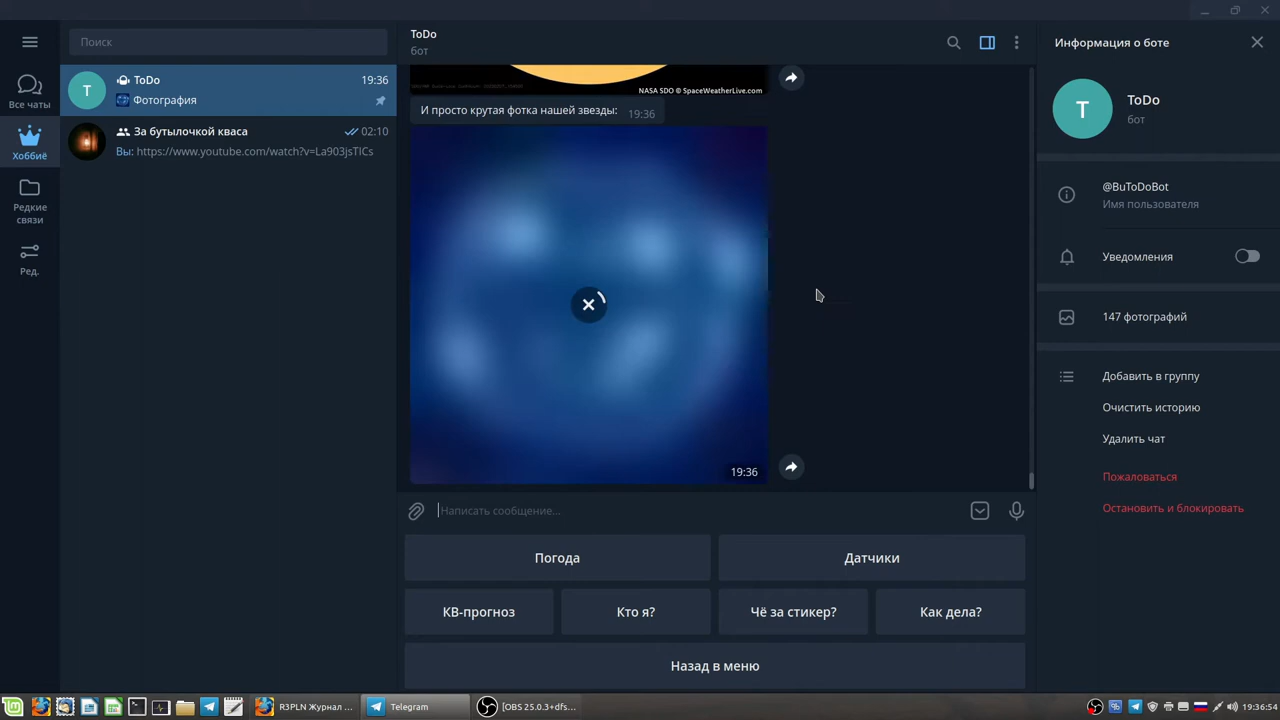 Поиск
Все чаты
Хоббиё
Редкие
связи
Ред.
T
ToDo
19:36
Фотография
За бутылочкой кваса
02:10
Вы: https://www.youtube.com/watch?v=La903jsTlCs
ToDo
бот
NASA SDO © SpaceWeatherLive.com
И просто крутая фотка нашей звезды:
19:36
19:36
Написать сообщение...
Погода
Датчики
КВ-прогноз
Кто я?
Чё за стикер?
Как дела?
Назад в меню
Информация о боте
T
ToDo
бот
@BuToDoBot
Имя пользователя
Уведомления
147 фотографий
Добавить в группу
Очистить историю
Удалить чат
Пожаловаться
Остановить и блокировать
R3PLN Журнал ...
Telegram
[OBS 25.0.3+dfs...
19:36:54